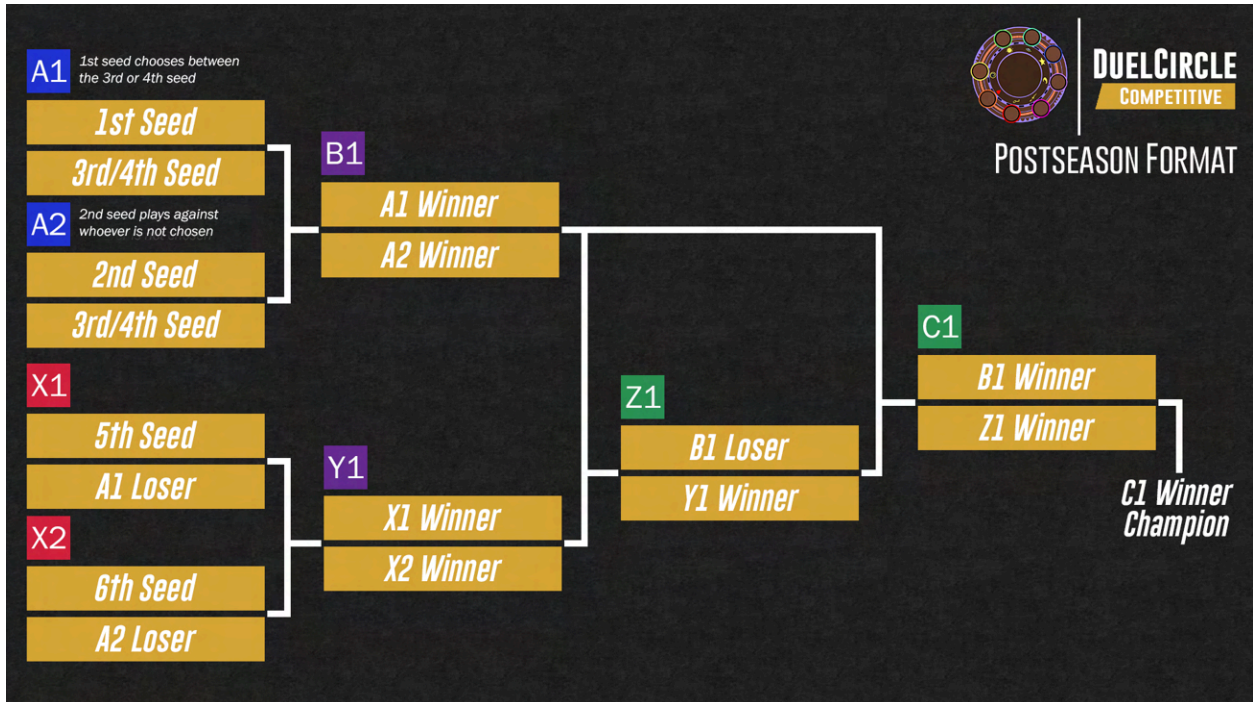 A1
1st seed chooses between
the 3rd or 4th seed
1st Seed
3rd/4th Seed
A2
2nd seed plays against
whoever is not chosen
2nd Seed
3rd/4th Seed
X1
5th Seed
A1 Loser
X2
6th Seed
A2 Loser
B1
A1 Winner
A2 Winner
Y1
X1 Winner
X2 Winner
Z1
B1 Loser
Y1 Winner
C1
B1 Winner
Z1 Winner
C1 Winner
Champion
DUELCIRCLE
COMPETITIVE
POSTSEASON FORMAT